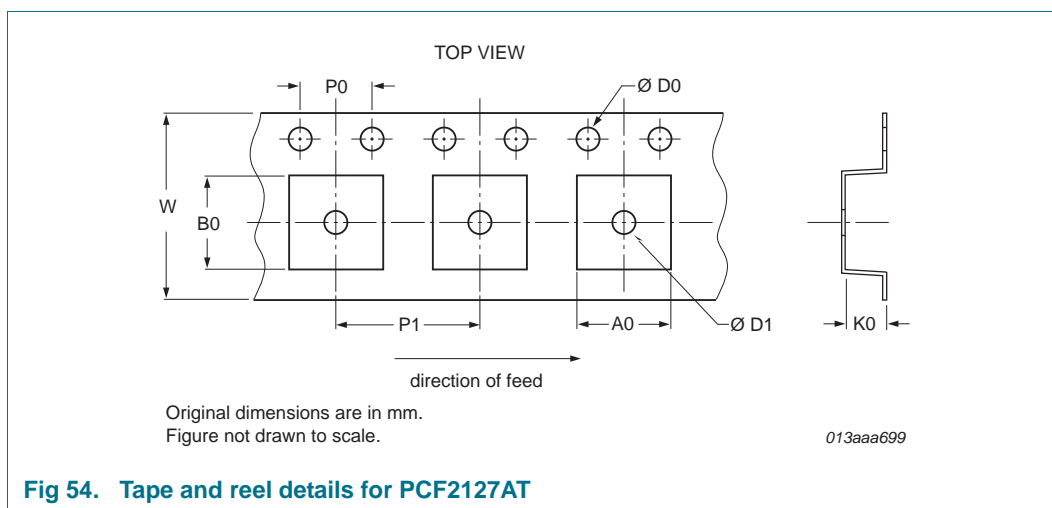 TOP VIEW
P0
Ø D0
W
B0
P1
A0
Ø D1
K0
direction of feed
Original dimensions are in mm.
Figure not drawn to scale.
013aaa699
Fig 54. Tape and reel details for PCF2127AT